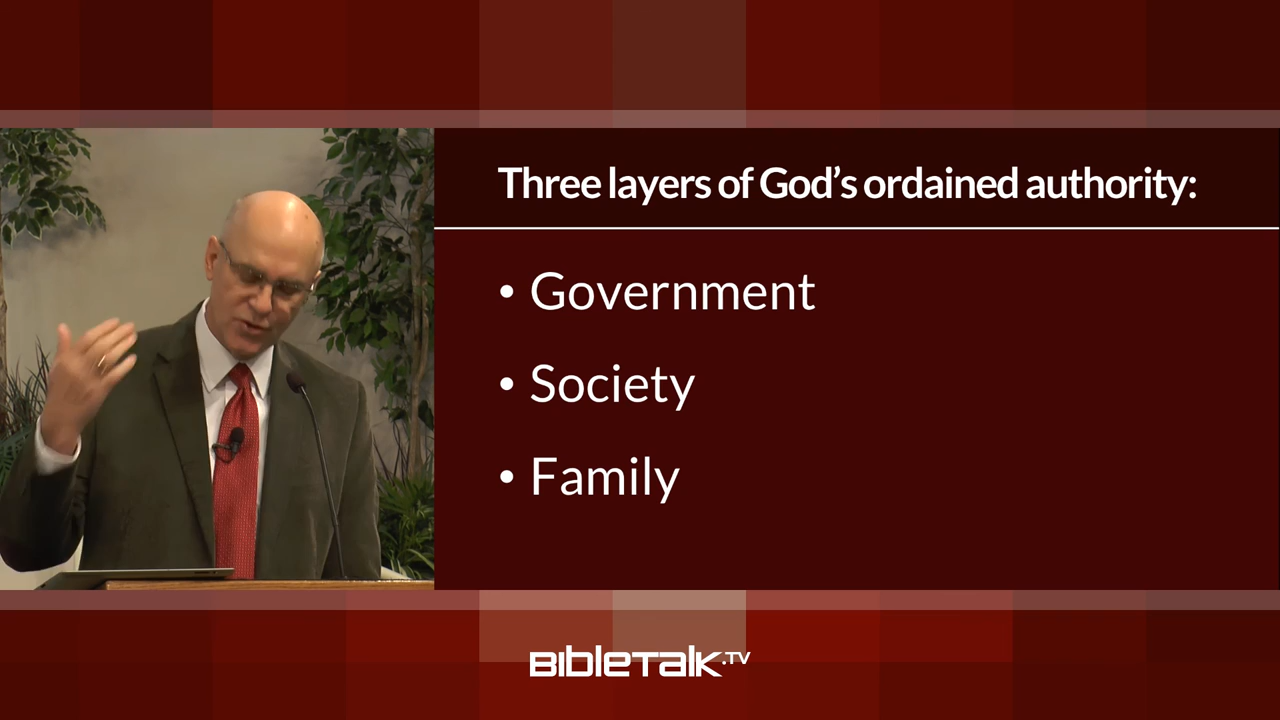 Three layers of God's ordained authority:
• Government
• Society
• Family
BIBLETALK.TV